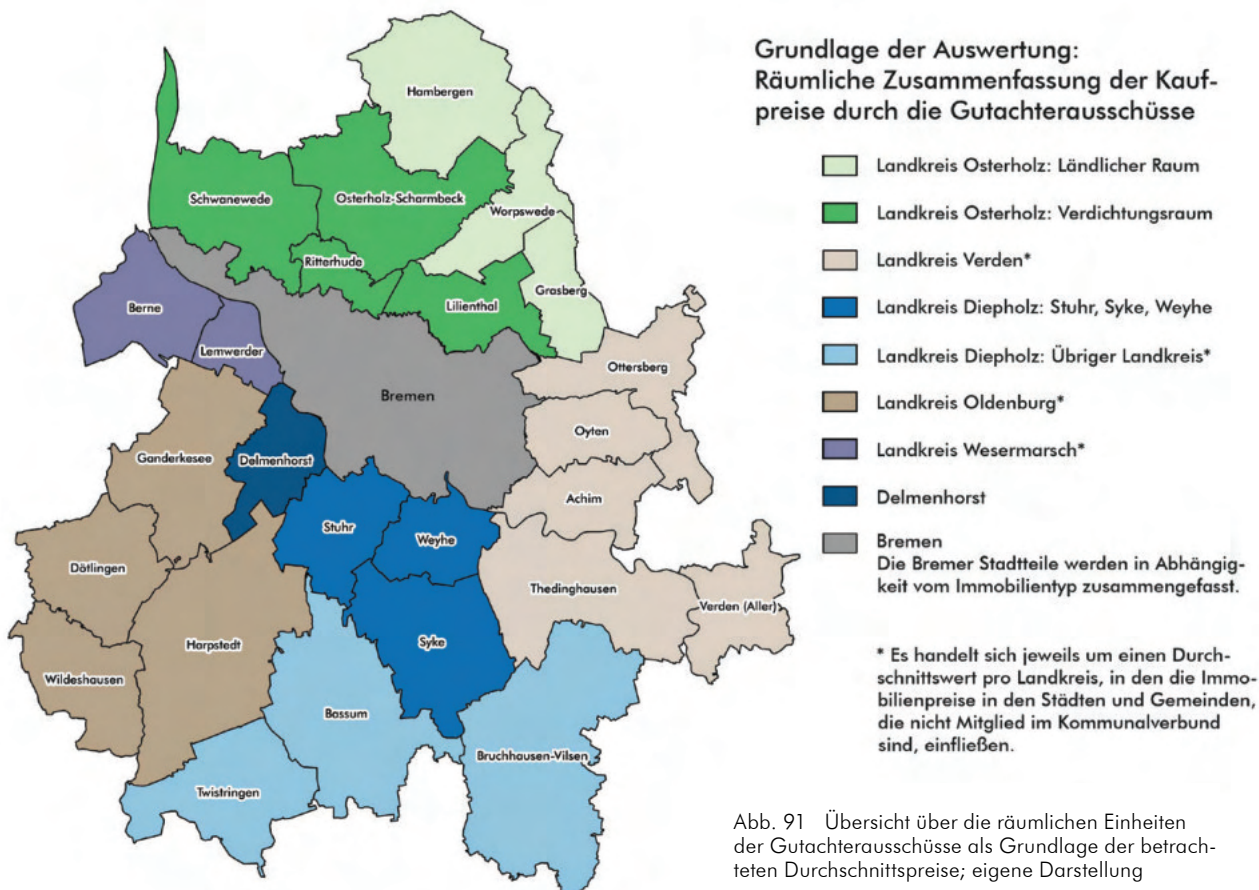 Grundlage der Auswertung:
Räumliche Zusammenfassung der Kauf-
preise durch die Gutachterausschüsse
Landkreis Osterholz: Ländlicher Raum
Landkreis Osterholz: Verdichtungsraum
Landkreis Verden*
Landkreis Diepholz: Stuhr, Syke, Weyhe
Landkreis Diepholz: Übriger Landkreis*
Landkreis Oldenburg*
Landkreis Wesermarsch*
Delmenhorst
Bremen
Die Bremer Stadtteile werden in Abhängig-
keit vom Immobilientyp zusammengefasst.
* Es handelt sich jeweils um einen Durch-
schnittswert pro Landkreis, in den die Immo-
bilienpreise in den Städten und Gemeinden,
die nicht Mitglied im Kommunalverbund
sind, einfließen.
Hambergen
Schwanewede
Osterholz-Scharmbeck
Worpswede
Ritterhude
Grasberg
Lilienthal
Berne
Lemwerder
Ottersberg
Bremen
Oyten
Ganderkesee
Delmenhorst
Achim
Stuhr
Weyhe
Dötlingen
Thedinghausen
Verden (Aller)
Harpstedt
Syke
Wildeshausen
Bassum
Bruchhausen-Vilsen
Twistringen
Abb. 91 Übersicht über die räumlichen Einheiten
der Gutachterausschüsse als Grundlage der betrach-
teten Durchschnittspreise; eigene Darstellung